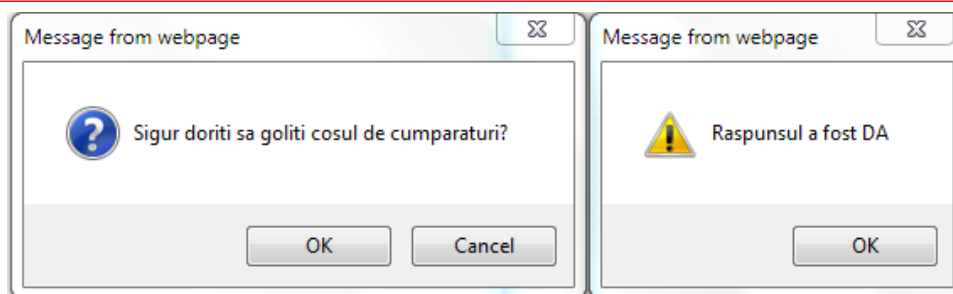 Message from webpage
Sigur doriti sa goliti cosul de cumparaturi?
OK
Cancel
Message from webpage
Raspunsul a fost DA
OK